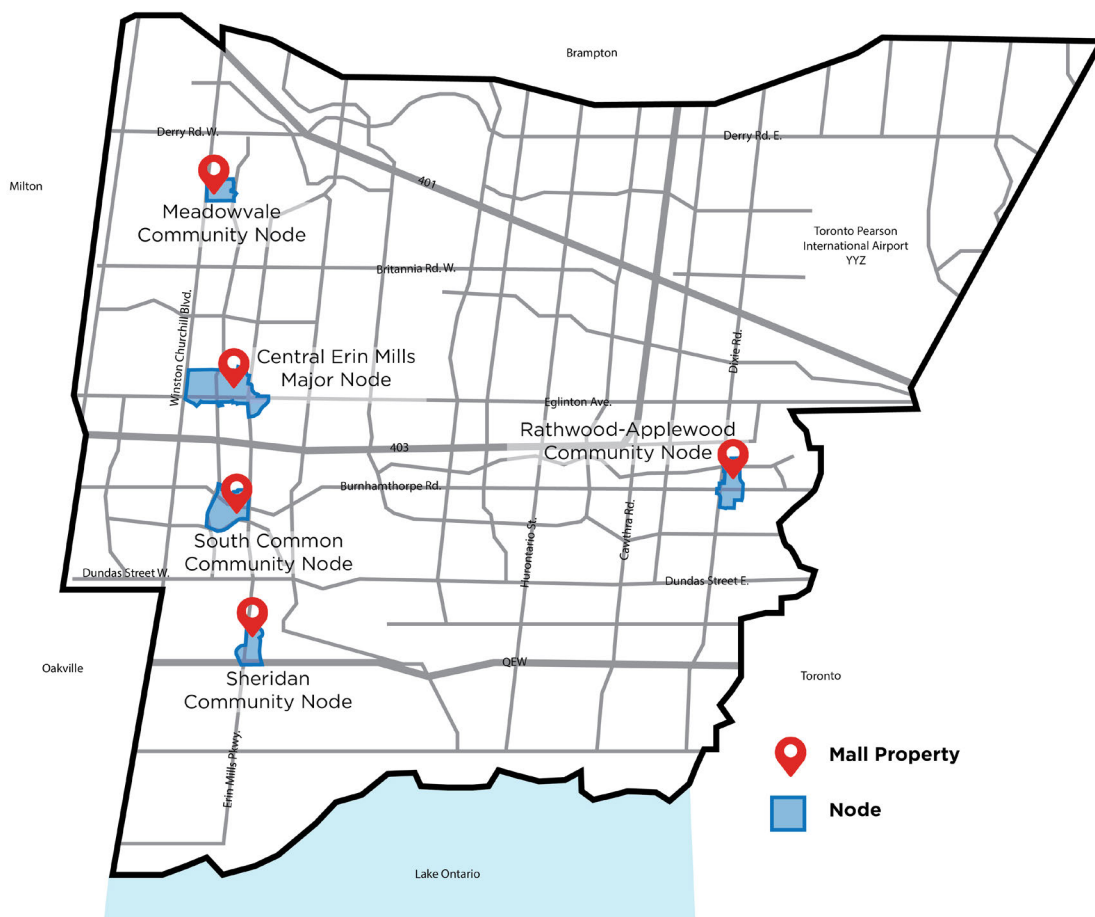 Brampton
Derry Rd. W.
Derry Rd. E.
401
Milton
Meadowvale
Community Node
Toronto Pearson
International Airport
YYZ
Britannia Rd. W.
Winston Churchill Blvd.
Dixie Rd.
Central Erin Mills
Major Node
Eglinton Ave.
Rathwood-Applewood
Community Node
403
Burnhamthorpe Rd.
South Common
Community Node
Hurontario St.
Cawthra Rd.
Dundas Street W.
Dundas Street E.
Oakville
QEW
Toronto
Sheridan
Community Node
Erin Mills Pkwy.
Mall Property
Node
Lake Ontario